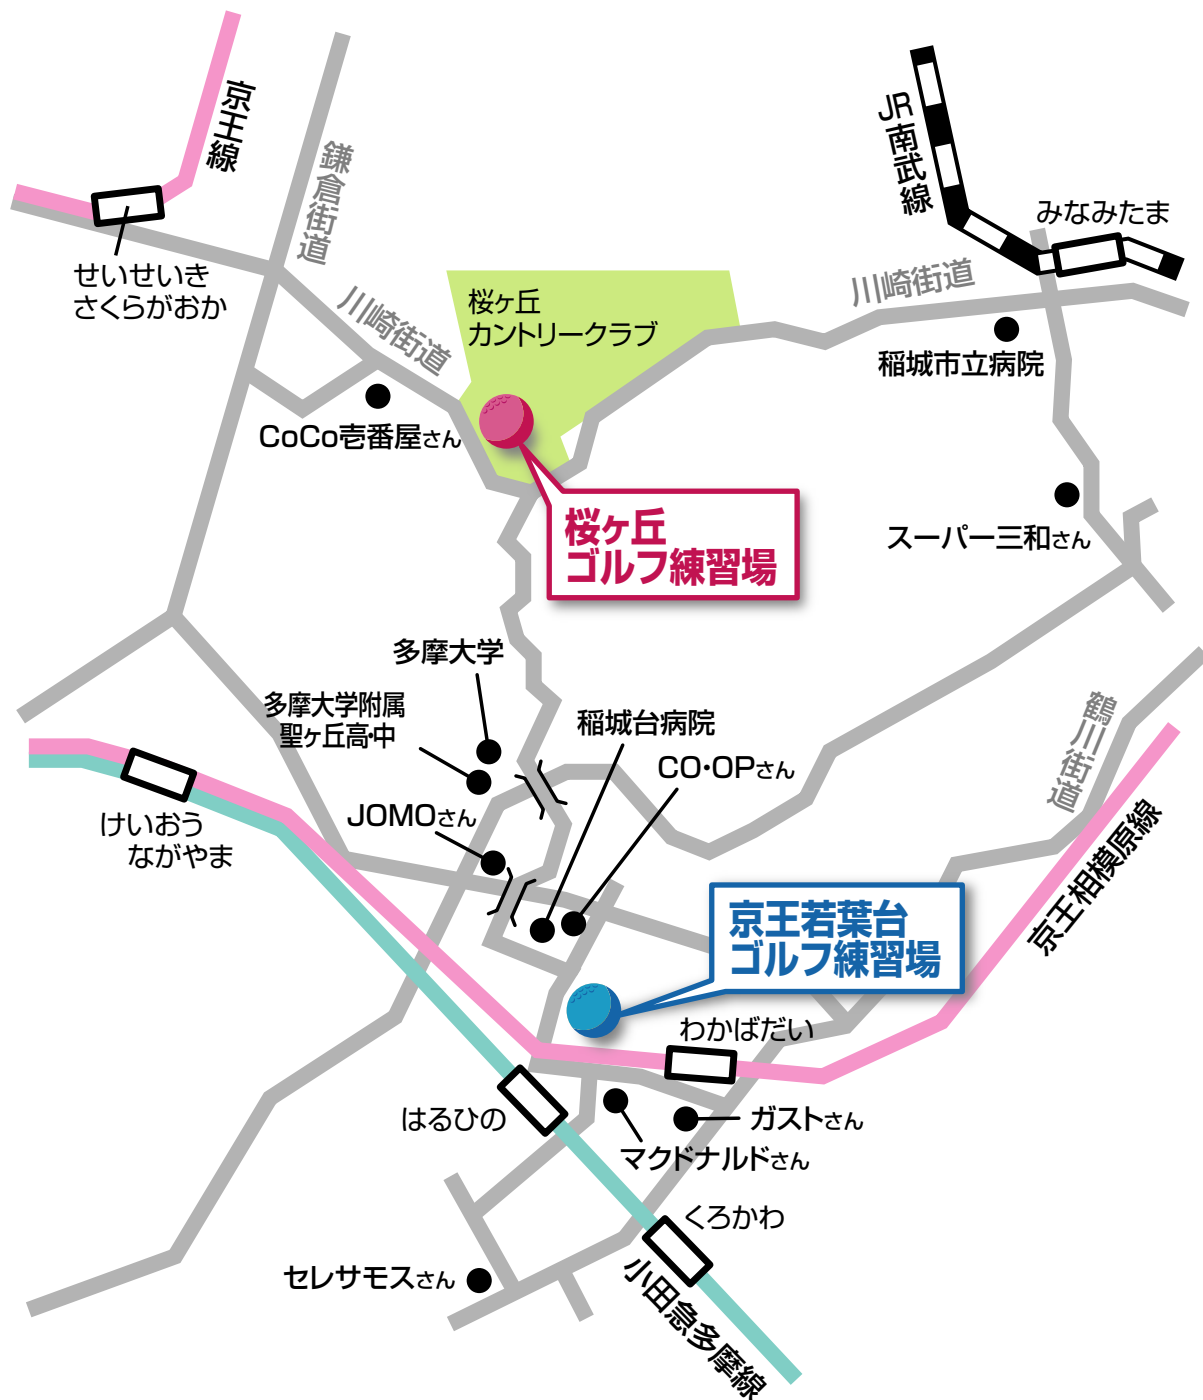 京王線
鎌倉街道
JR南武線
みなみたま
せいせいき
さくらがおか
川崎街道
桜ヶ丘
カントリークラブ
川崎街道
稲城市立病院
CoCo壱番屋さん
桜ヶ丘
ゴルフ練習場
スーパー三和さん
多摩大学
多摩大学附属
聖ヶ丘高・中
稲城台病院
CO・OPさん
鶴川街道
JOMOさん
けいおう
ながやま
京王相模原線
京王若葉台
ゴルフ練習場
わかばだい
はるひの
ガストさん
マクドナルドさん
くろかわ
セレサモスさん
小田急多摩線